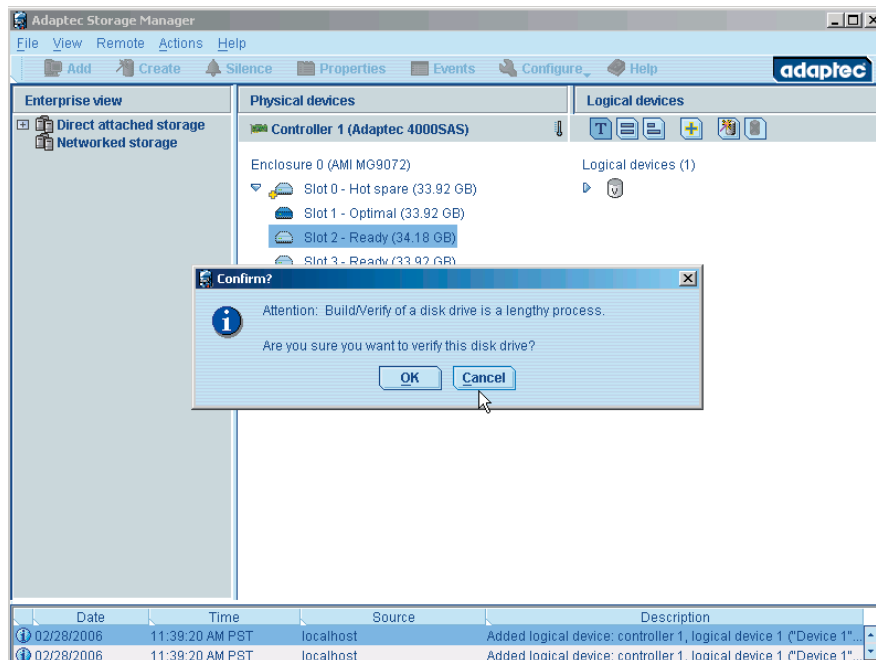 Adaptec Storage Manager
File View Remote Actions Help
Add Create Silence Properties Events Configure Help adaptec
Enterprise view
Direct attached storage
Networked storage
Physical devices
Controller 1 (Adaptec 4000SAS)
Enclosure 0 (AMI MG9072)
Slot 0 - Hot spare (33.92 GB)
Slot 1 - Optimal (33.92 GB)
Slot 2 - Ready (34.18 GB)
Slot 3 - Ready (33.92 GB)
Logical devices
T
Logical devices (1)
V
Confirm?
Attention: Build/Verify of a disk drive is a lengthy process.
Are you sure you want to verify this disk drive?
OK Cancel
Date Time Source Description
02/28/2006 11:39:20 AM PST localhost Added logical device: controller 1, logical device 1 ("Device 1"...
02/28/2006 11:39:20 AM PST localhost Added logical device: controller 1, logical device 1 ("Device 1"...